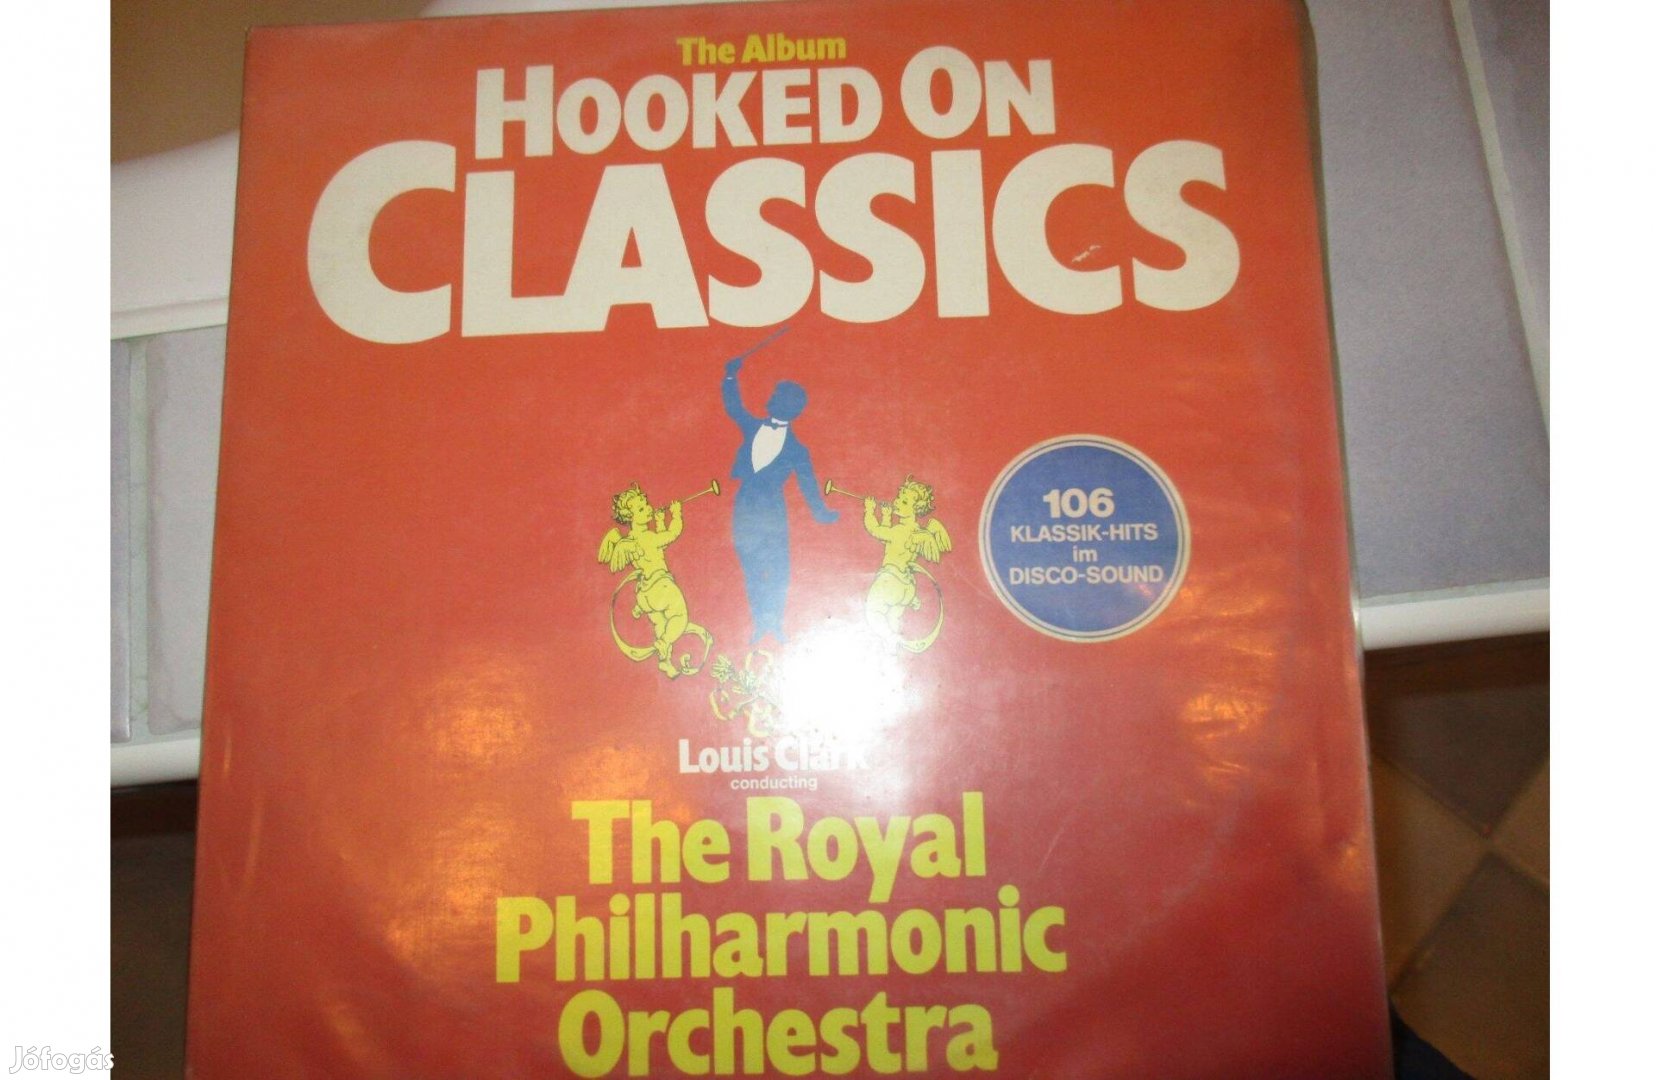 The Album
HOOKED ON
CLASSICS
106
KLASSIK-HITS
im
DISCO-SOUND
Louis Clark
conducting
The Royal
Philharmonic
Orchestra
Jófogás